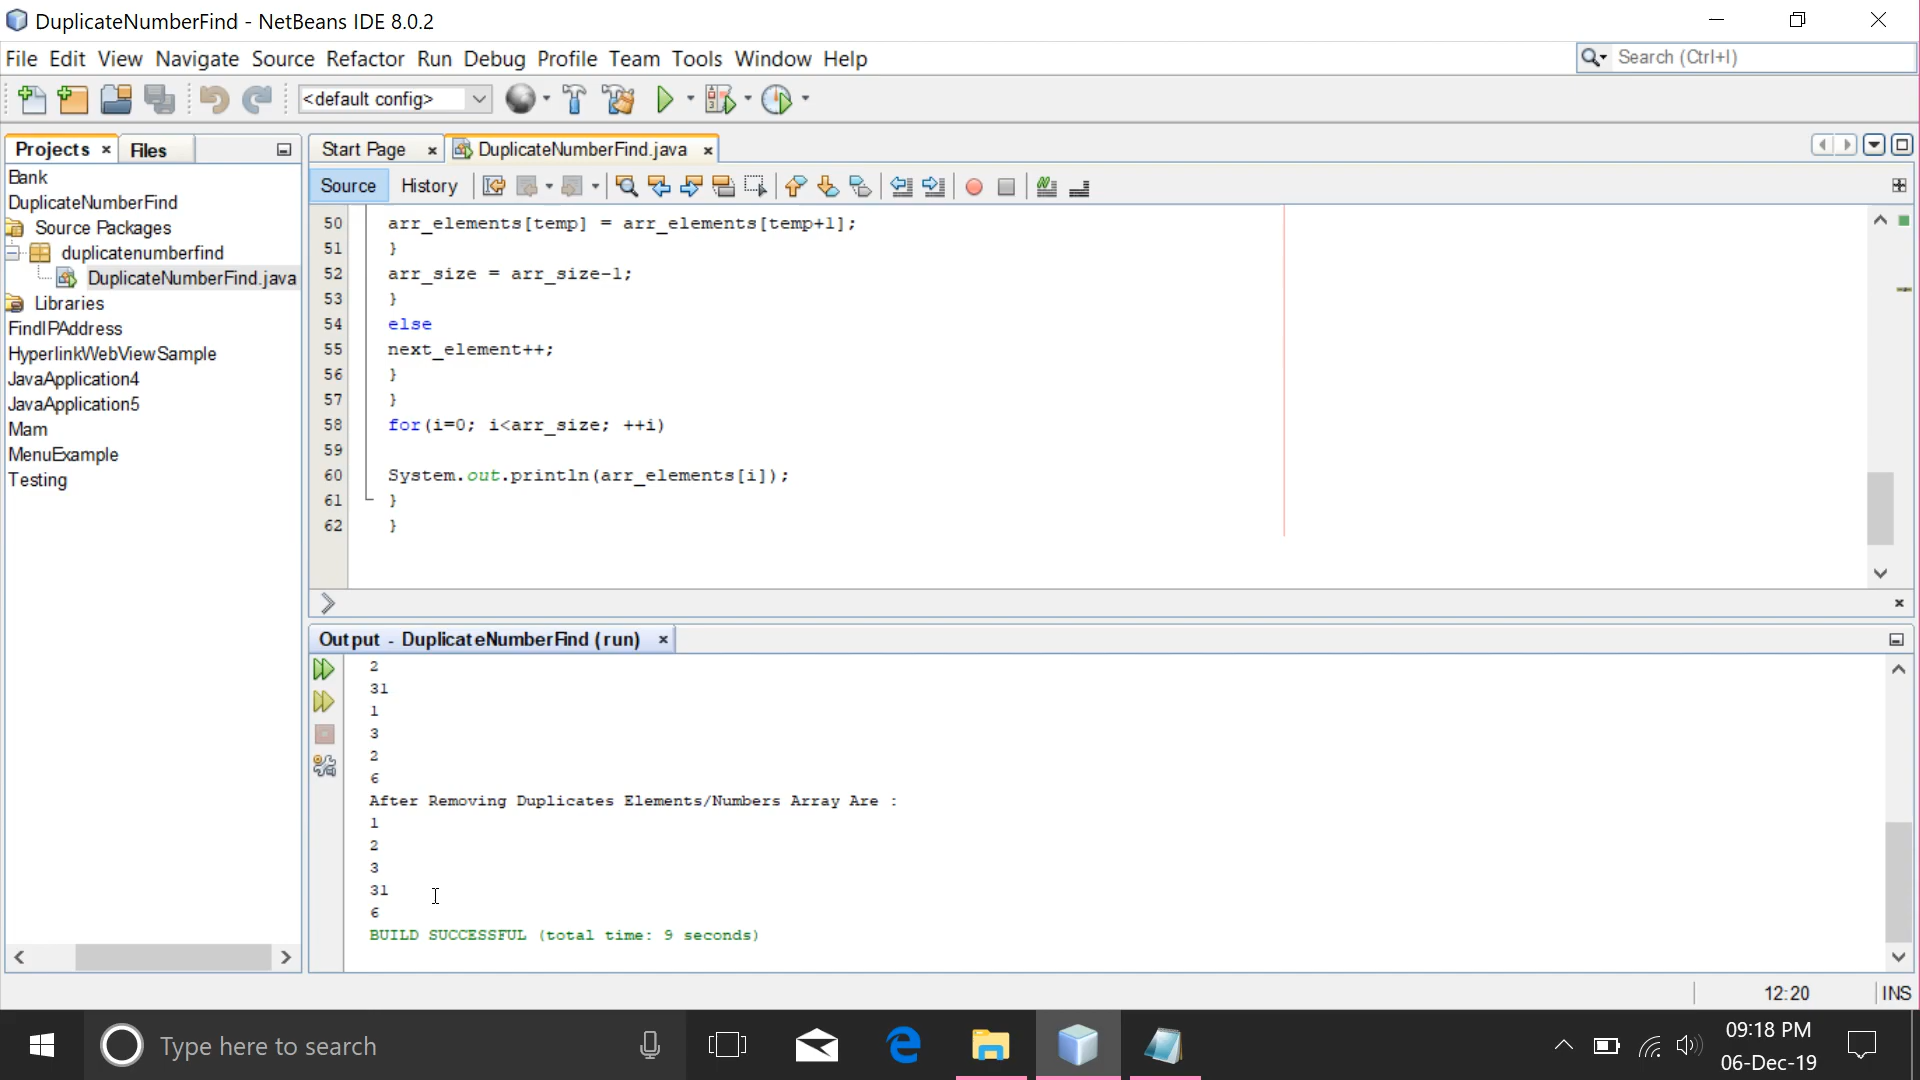 DuplicateNumberFind - NetBeans IDE 8.0.2
File Edit View Navigate Source Refactor Run Debug Profile Team Tools Window Help
Search (Ctrl+I)
<default config>
Projects
Files
Start Page
DuplicateNumberFind.java
Bank
DuplicateNumberFind
Source Packages
duplicatenumberfind
DuplicateNumberFind.java
Libraries
FindIPAddress
HyperlinkWebViewSample
JavaApplication4
JavaApplication5
Mam
MenuExample
Testing
Source
History
50 arr_elements[temp] = arr_elements[temp+1];
51 }
52 arr_size = arr_size-1;
53 }
54 else
55 next_element++;
56 }
57 }
58 for(i=0; i<arr_size; ++i)
59
60 System.out.println(arr_elements[i]);
61 }
62 }
Output - DuplicateNumberFind (run)
2
31
1
3
2
6
After Removing Duplicates Elements/Numbers Array Are :
1
2
3
31
6
BUILD SUCCESSFUL (total time: 9 seconds)
12:20
INS
Type here to search
09:18 PM
06-Dec-19